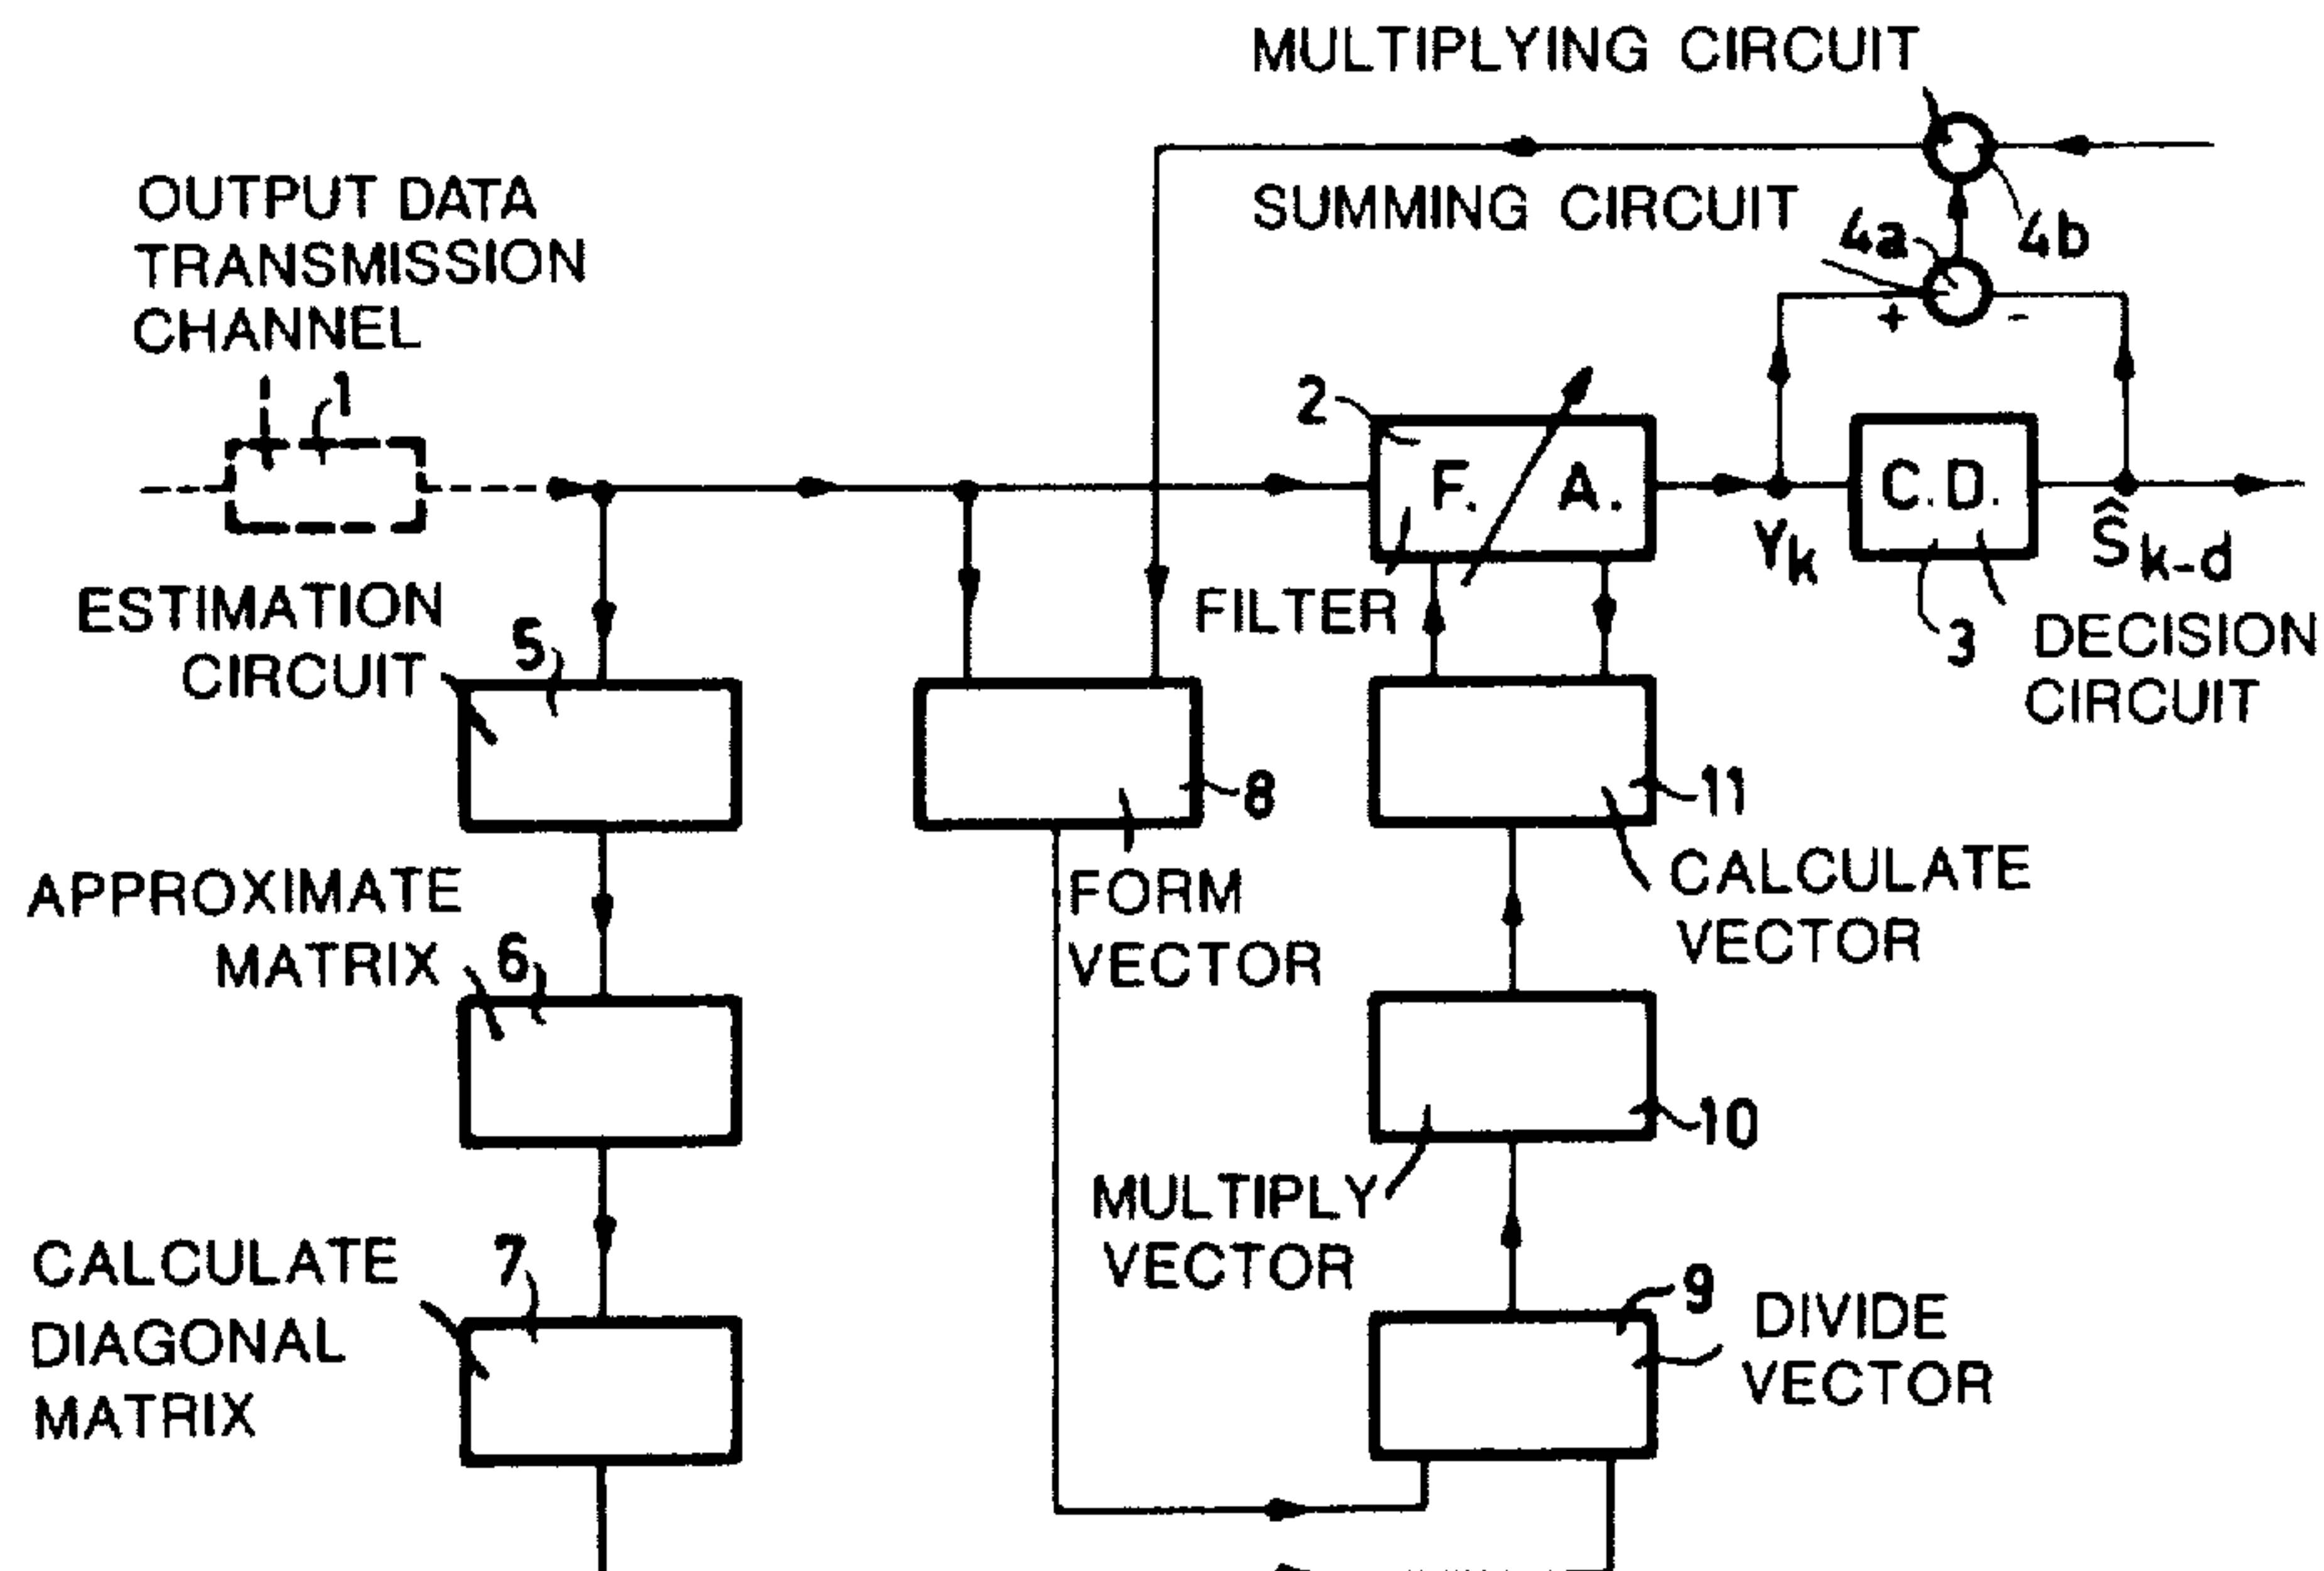 MULTIPLYING CIRCUIT
OUTPUT DATA
TRANSMISSION
CHANNEL
SUMMING CIRCUIT
4a
4b
+
-
1
2
F. A.
C.D.
Yk
Ŝk-d
FILTER
3
DECISION
CIRCUIT
ESTIMATION
CIRCUIT
5
8
11
FORM
VECTOR
CALCULATE
VECTOR
APPROXIMATE
MATRIX
6
10
MULTIPLY
VECTOR
CALCULATE
DIAGONAL
MATRIX
7
9
DIVIDE
VECTOR